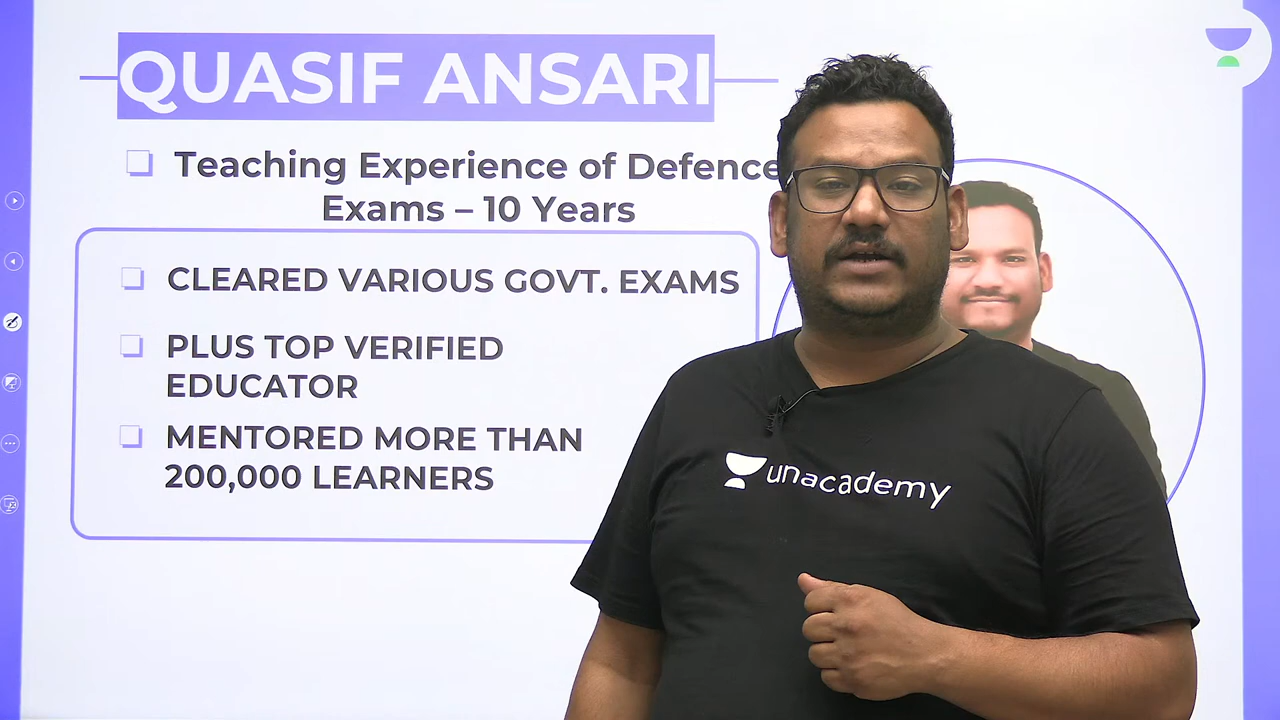 QUASIF ANSARI
Teaching Experience of Defence
Exams – 10 Years
CLEARED VARIOUS GOVT. EXAMS
PLUS TOP VERIFIED
EDUCATOR
MENTORED MORE THAN
200,000 LEARNERS
unacademy